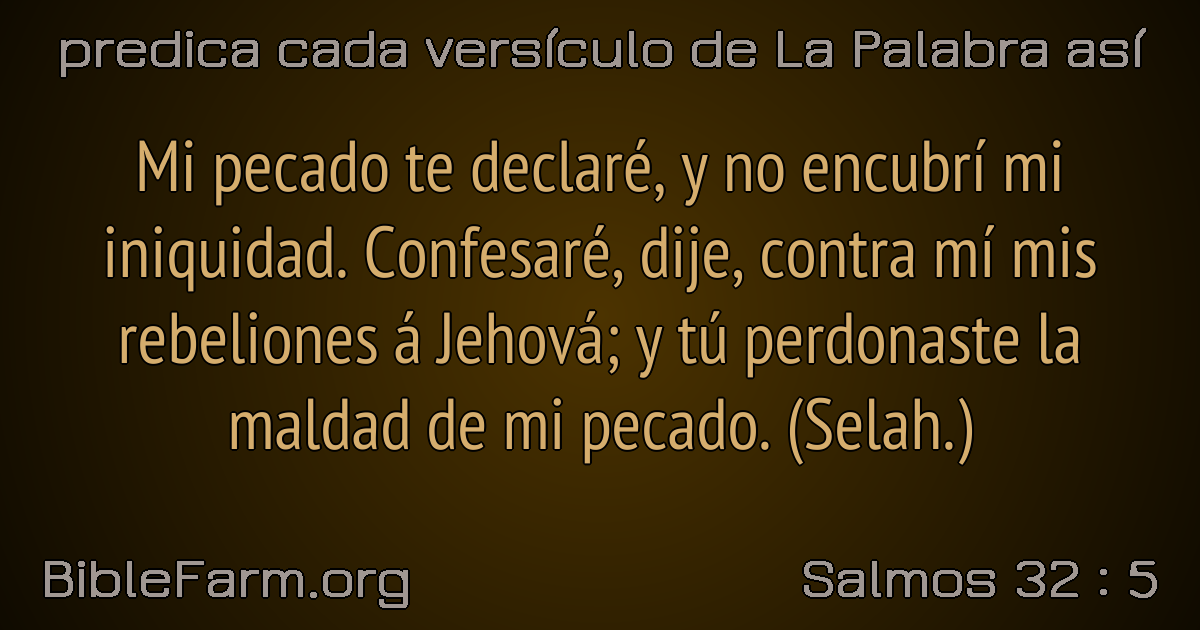 predica cada versículo de La Palabra así
Mi pecado te declaré, y no encubrí mi
iniquidad. Confesaré, dije, contra mí mis
rebeliones á Jehová; y tú perdonaste la
maldad de mi pecado. (Selah.)
BibleFarm.org
Salmos 32 : 5